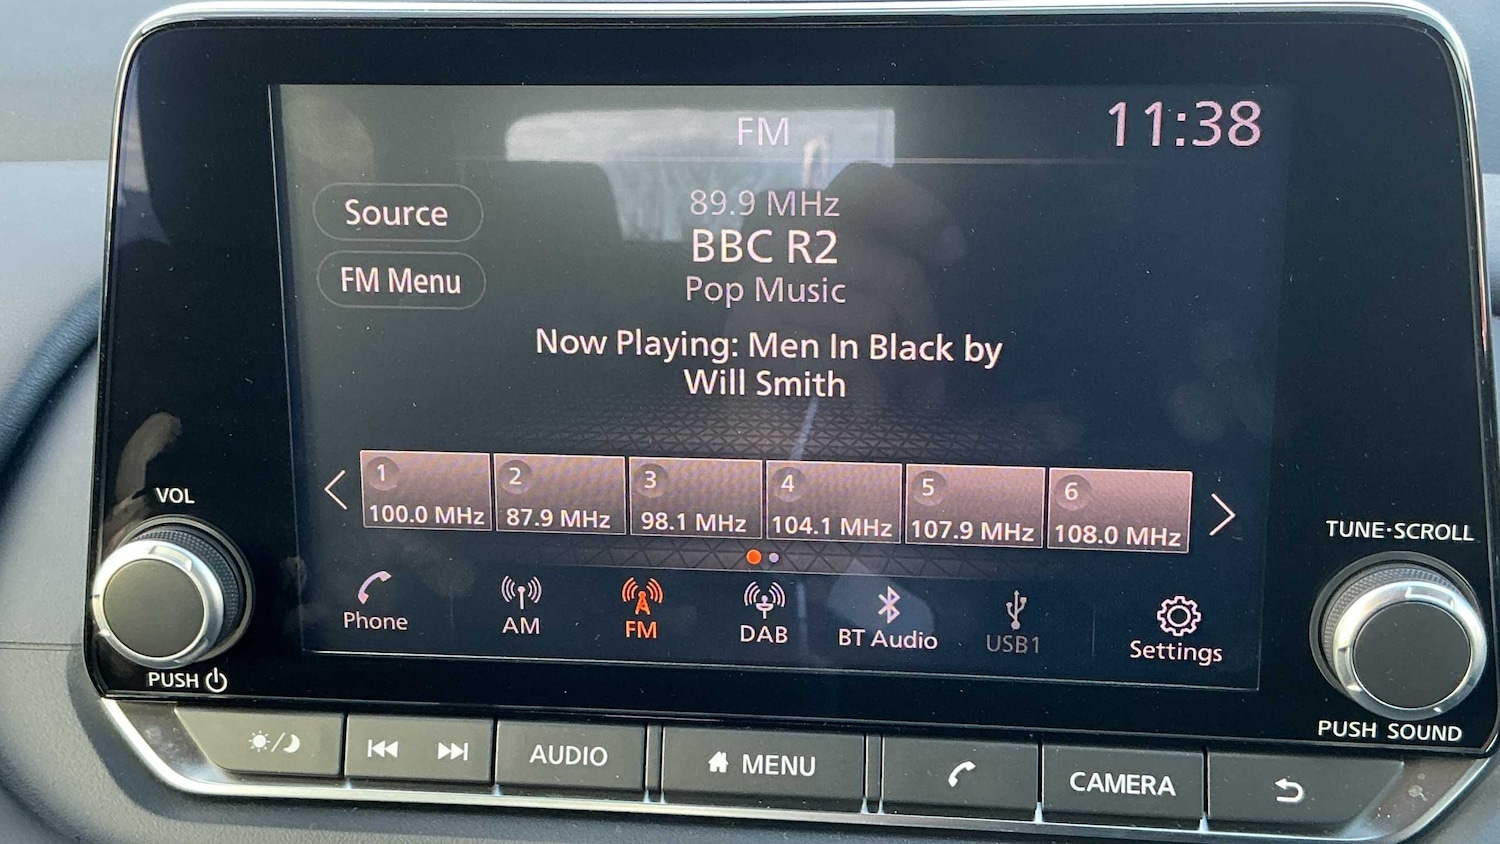 FM
11:38
Source
FM Menu
89.9 MHz
BBC R2
Pop Music
Now Playing: Men In Black by
Will Smith
1
100.0 MHz
2
87.9 MHz
3
98.1 MHz
4
104.1 MHz
5
107.9 MHz
6
108.0 MHz
VOL
PUSH
TUNE·SCROLL
PUSH SOUND
Phone
AM
FM
DAB
BT Audio
USB1
Settings
AUDIO
MENU
CAMERA